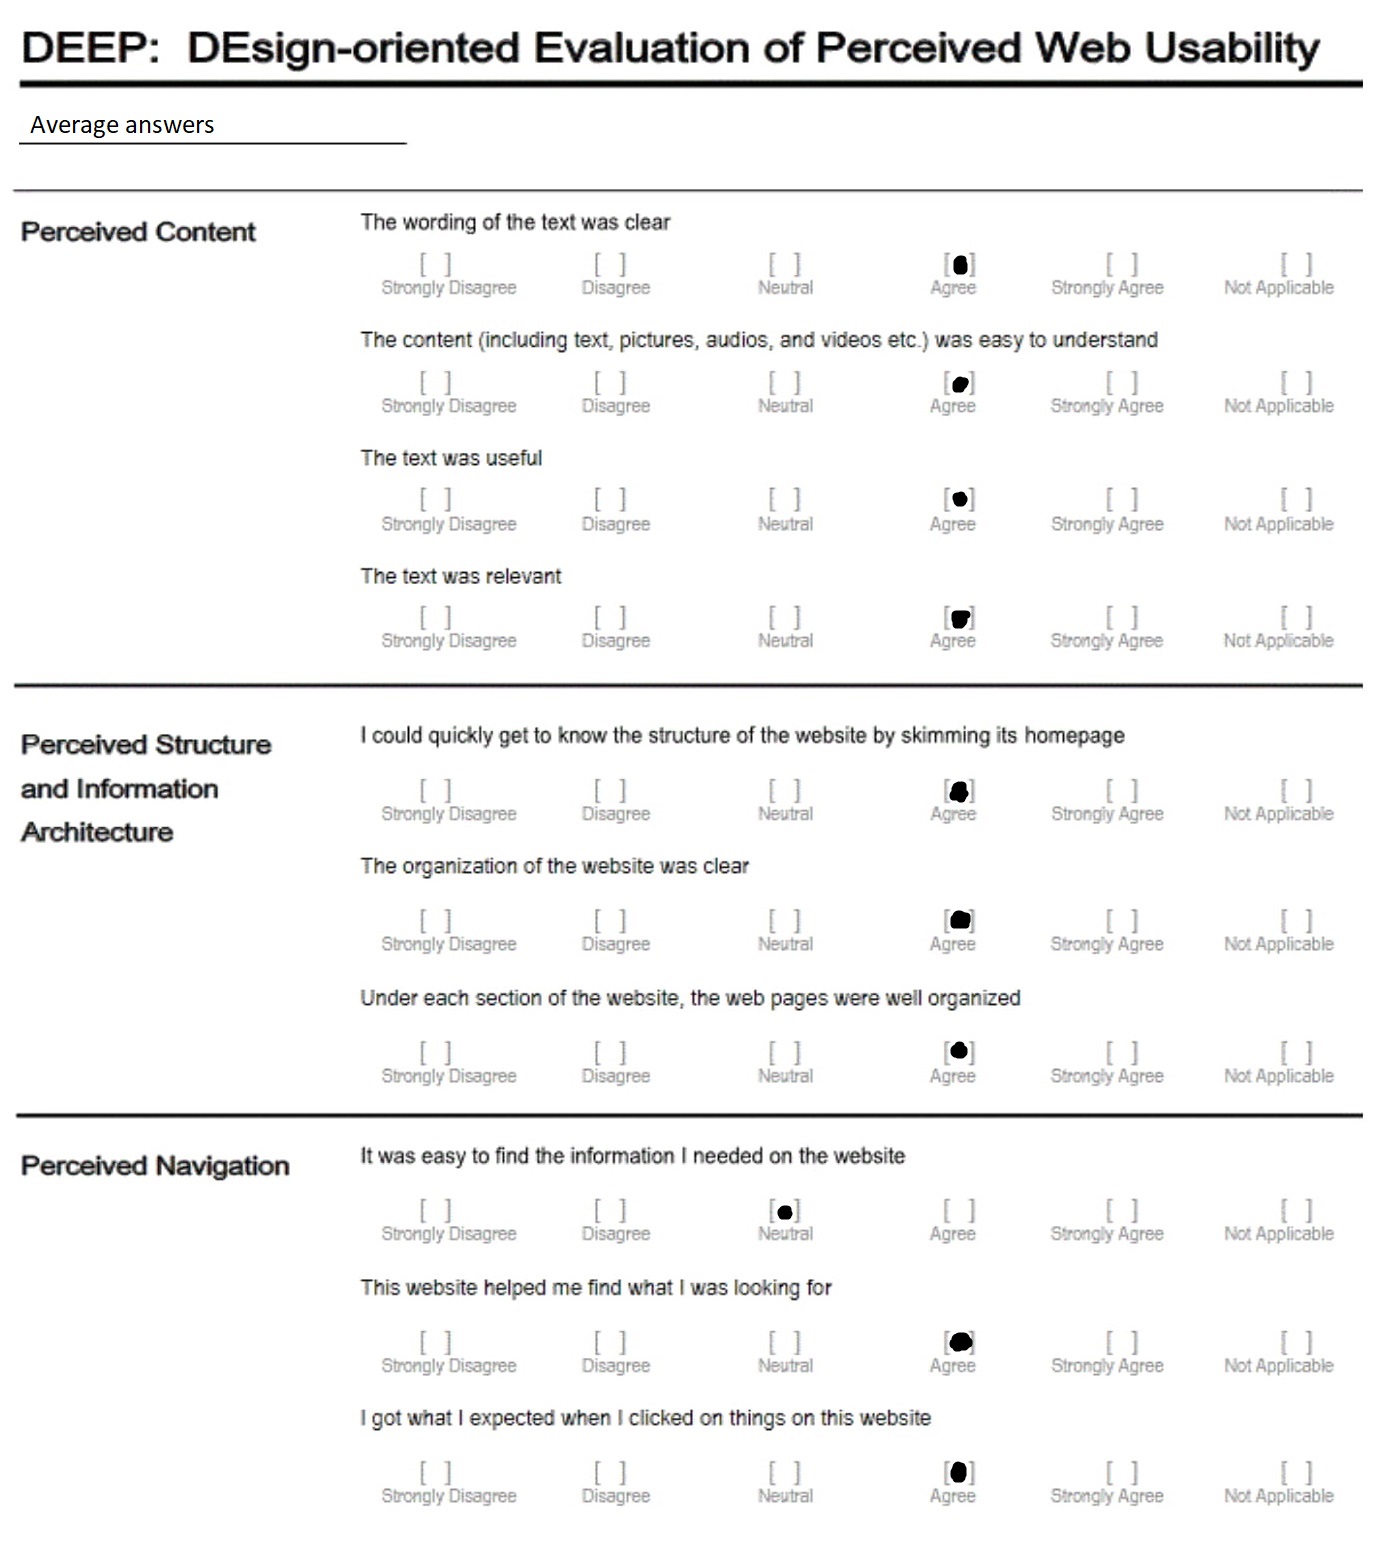 DEEP: DEsign-oriented Evaluation of Perceived Web Usability
Average answers
Perceived Content
The wording of the text was clear
[ ] [ ] [ ] [●] [ ] [ ]
Strongly Disagree Disagree Neutral Agree Strongly Agree Not Applicable
The content (including text, pictures, audios, and videos etc.) was easy to understand
[ ] [ ] [ ] [●] [ ] [ ]
Strongly Disagree Disagree Neutral Agree Strongly Agree Not Applicable
The text was useful
[ ] [ ] [ ] [●] [ ] [ ]
Strongly Disagree Disagree Neutral Agree Strongly Agree Not Applicable
The text was relevant
[ ] [ ] [ ] [●] [ ] [ ]
Strongly Disagree Disagree Neutral Agree Strongly Agree Not Applicable
Perceived Structure
and Information
Architecture
I could quickly get to know the structure of the website by skimming its homepage
[ ] [ ] [ ] [●] [ ] [ ]
Strongly Disagree Disagree Neutral Agree Strongly Agree Not Applicable
The organization of the website was clear
[ ] [ ] [ ] [●] [ ] [ ]
Strongly Disagree Disagree Neutral Agree Strongly Agree Not Applicable
Under each section of the website, the web pages were well organized
[ ] [ ] [ ] [●] [ ] [ ]
Strongly Disagree Disagree Neutral Agree Strongly Agree Not Applicable
Perceived Navigation
It was easy to find the information I needed on the website
[ ] [ ] [●] [ ] [ ] [ ]
Strongly Disagree Disagree Neutral Agree Strongly Agree Not Applicable
This website helped me find what I was looking for
[ ] [ ] [ ] [●] [ ] [ ]
Strongly Disagree Disagree Neutral Agree Strongly Agree Not Applicable
I got what I expected when I clicked on things on this website
[ ] [ ] [ ] [●] [ ] [ ]
Strongly Disagree Disagree Neutral Agree Strongly Agree Not Applicable